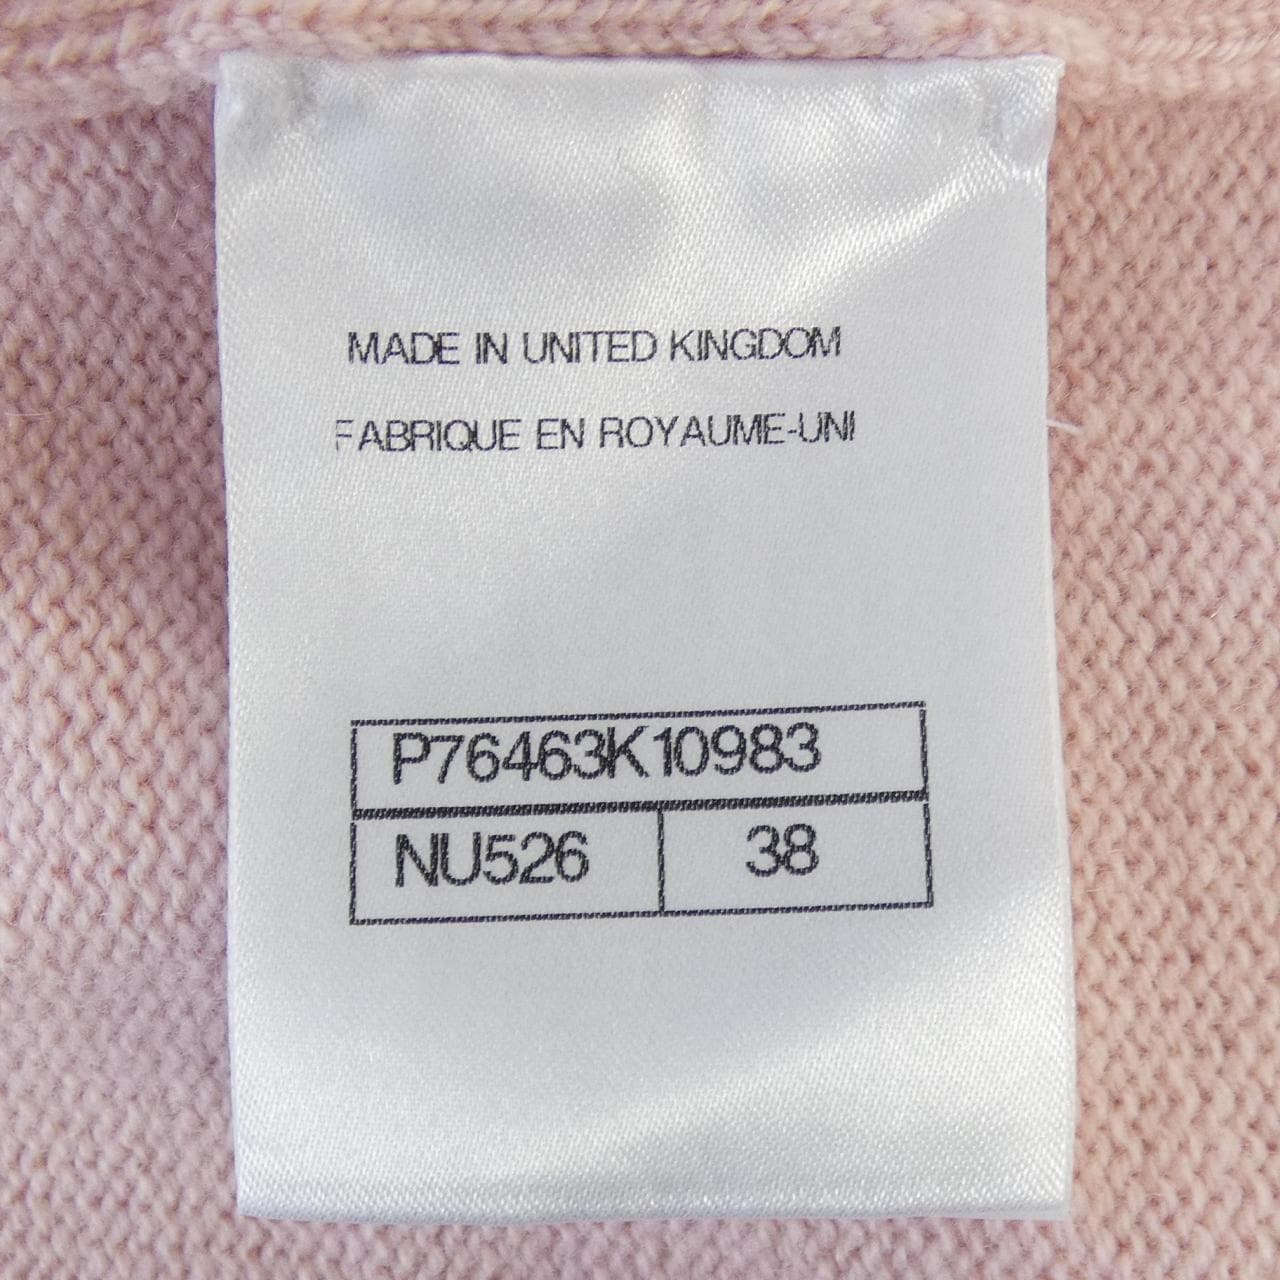 MADE IN UNITED KINGDOM
FABRIQUE EN ROYAUME-UNI
P76463K10983
NU526 38